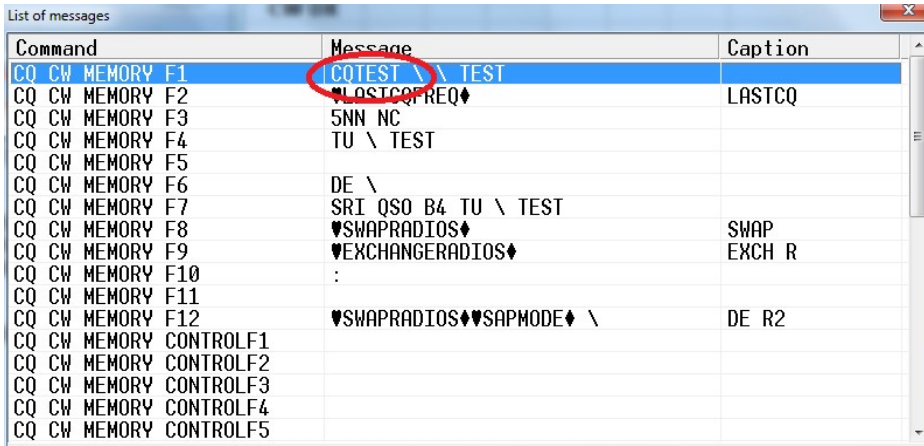 List of messages
Command Message Caption
CQ CW MEMORY F1 CQTEST \ \ TEST
CQ CW MEMORY F2 ♥LASTCQFREQ♦ LASTCQ
CQ CW MEMORY F3 5NN NC
CQ CW MEMORY F4 TU \ TEST
CQ CW MEMORY F5
CQ CW MEMORY F6 DE \
CQ CW MEMORY F7 SRI QSO B4 TU \ TEST
CQ CW MEMORY F8 ♥SWAPRADIOS♦ SWAP
CQ CW MEMORY F9 ♥EXCHANGERADIOS♦ EXCH R
CQ CW MEMORY F10 :
CQ CW MEMORY F11
CQ CW MEMORY F12 ♥SWAPRADIOS♦♥SAPMODE♦ \ DE R2
CQ CW MEMORY CONTROLF1
CQ CW MEMORY CONTROLF2
CQ CW MEMORY CONTROLF3
CQ CW MEMORY CONTROLF4
CQ CW MEMORY CONTROLF5